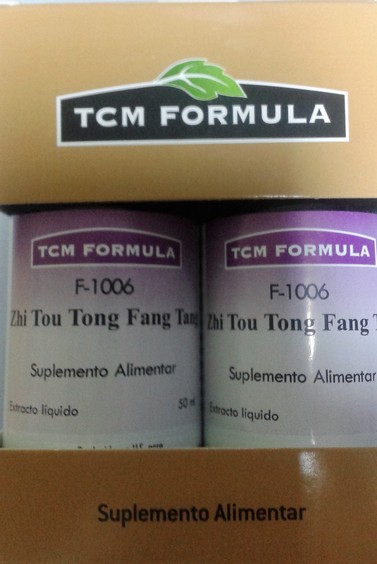 TCM FORMULA
TCM FORMULA
F-1006
Zhi Tou Tong Fang Tang
Suplemento Alimentar
Extracto líquido
50 ml
TCM FORMULA
F-1006
Zhi Tou Tong Fang T
Suplemento Alimentar
Extracto líquido
Suplemento Alimentar